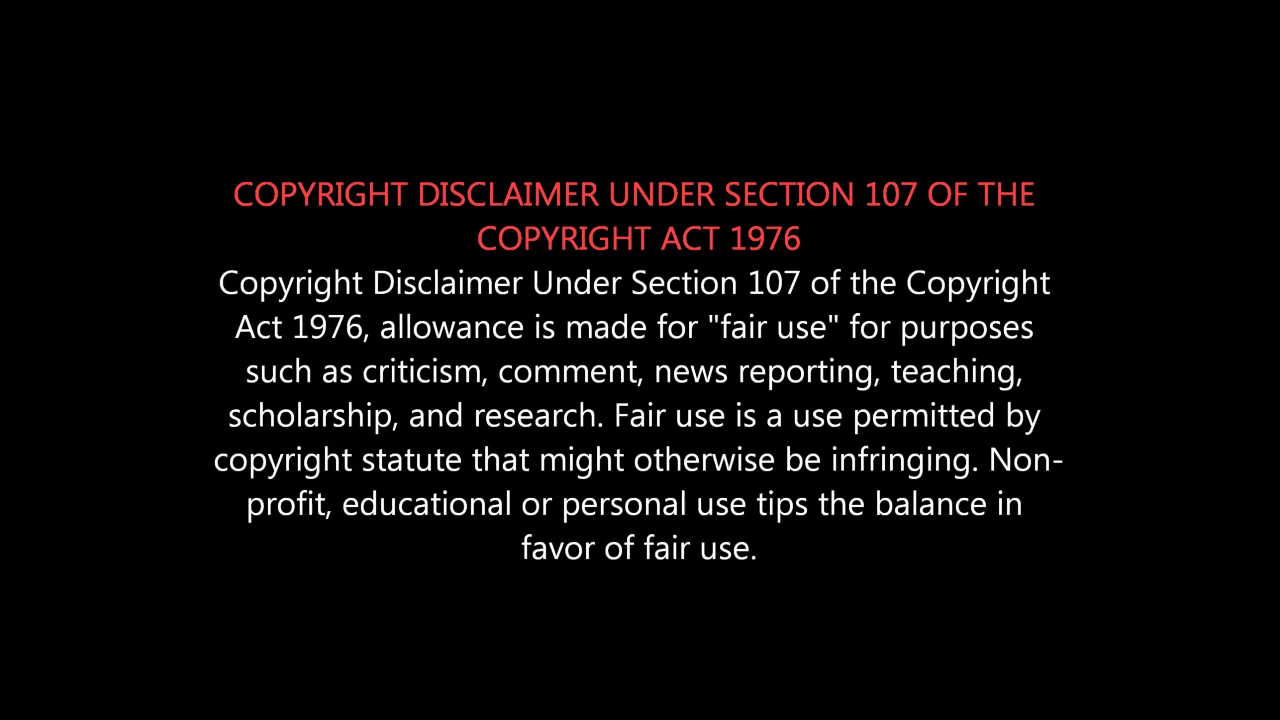 COPYRIGHT DISCLAIMER UNDER SECTION 107 OF THE
COPYRIGHT ACT 1976
Copyright Disclaimer Under Section 107 of the Copyright
Act 1976, allowance is made for "fair use" for purposes
such as criticism, comment, news reporting, teaching,
scholarship, and research. Fair use is a use permitted by
copyright statute that might otherwise be infringing. Non-
profit, educational or personal use tips the balance in
favor of fair use.